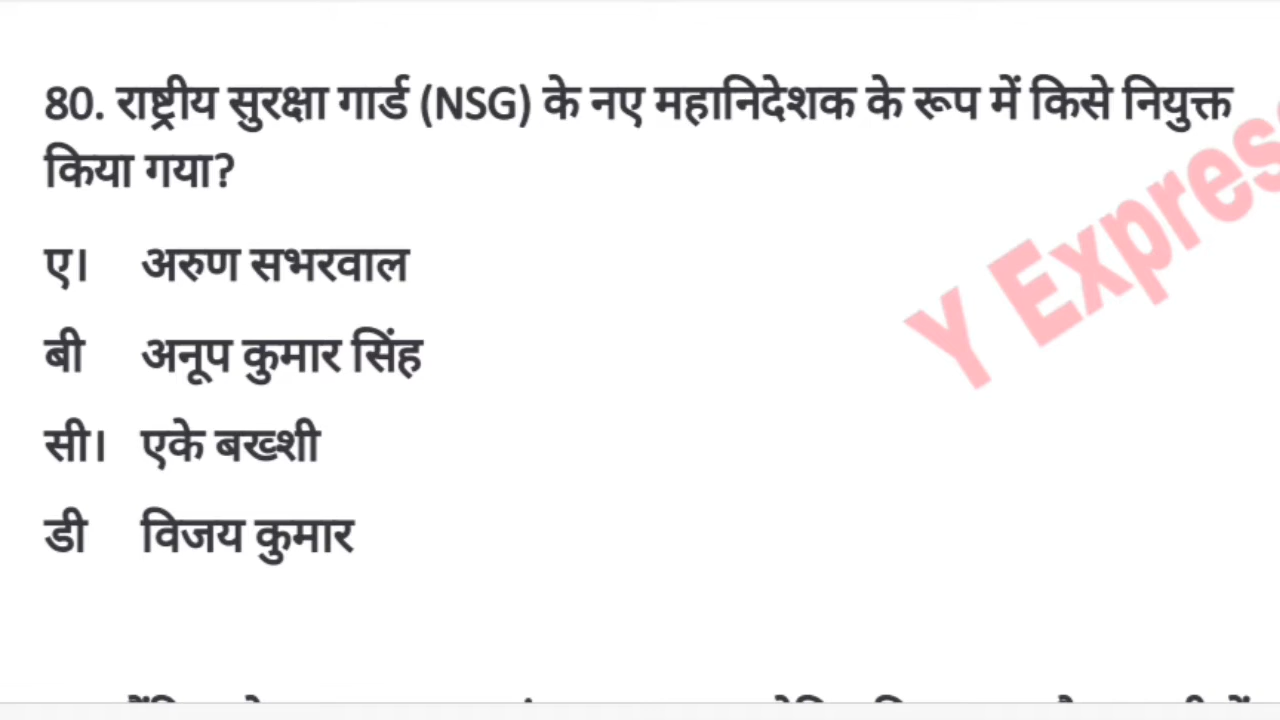 80. राष्ट्रीय सुरक्षा गार्ड (NSG) के नए महानिदेशक के रूप में किसे नियुक्त
किया गया?
ए। अरुण सभरवाल
बी अनूप कुमार सिंह
सी। एके बख्शी
डी विजय कुमार
Y Expres